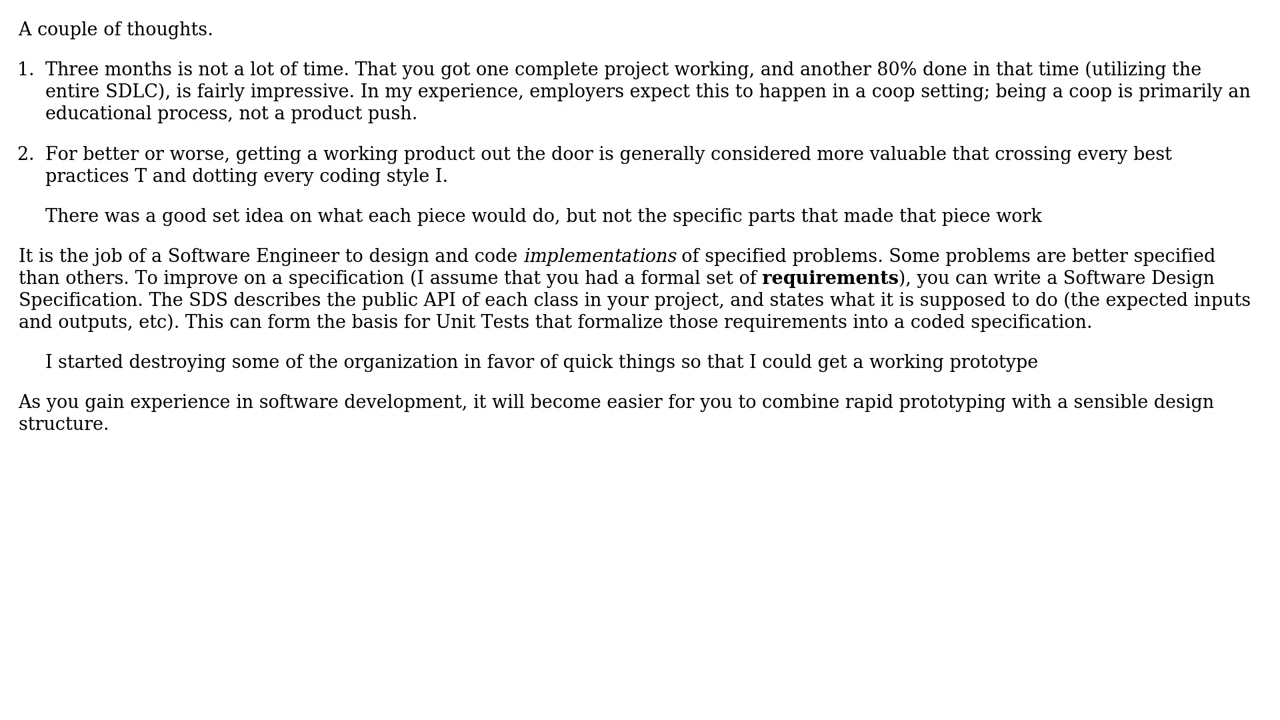 A couple of thoughts.
1. Three months is not a lot of time. That you got one complete project working, and another 80% done in that time (utilizing the
entire SDLC), is fairly impressive. In my experience, employers expect this to happen in a coop setting; being a coop is primarily an
educational process, not a product push.
2. For better or worse, getting a working product out the door is generally considered more valuable that crossing every best
practices T and dotting every coding style I.
There was a good set idea on what each piece would do, but not the specific parts that made that piece work
It is the job of a Software Engineer to design and code implementations of specified problems. Some problems are better specified
than others. To improve on a specification (I assume that you had a formal set of requirements), you can write a Software Design
Specification. The SDS describes the public API of each class in your project, and states what it is supposed to do (the expected inputs
and outputs, etc). This can form the basis for Unit Tests that formalize those requirements into a coded specification.
I started destroying some of the organization in favor of quick things so that I could get a working prototype
As you gain experience in software development, it will become easier for you to combine rapid prototyping with a sensible design
structure.